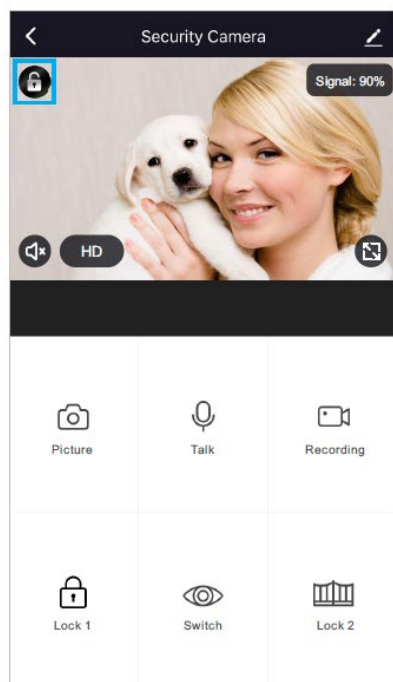 Security Camera
Signal: 90%
HD
Picture
Talk
Recording
Lock 1
Switch
Lock 2